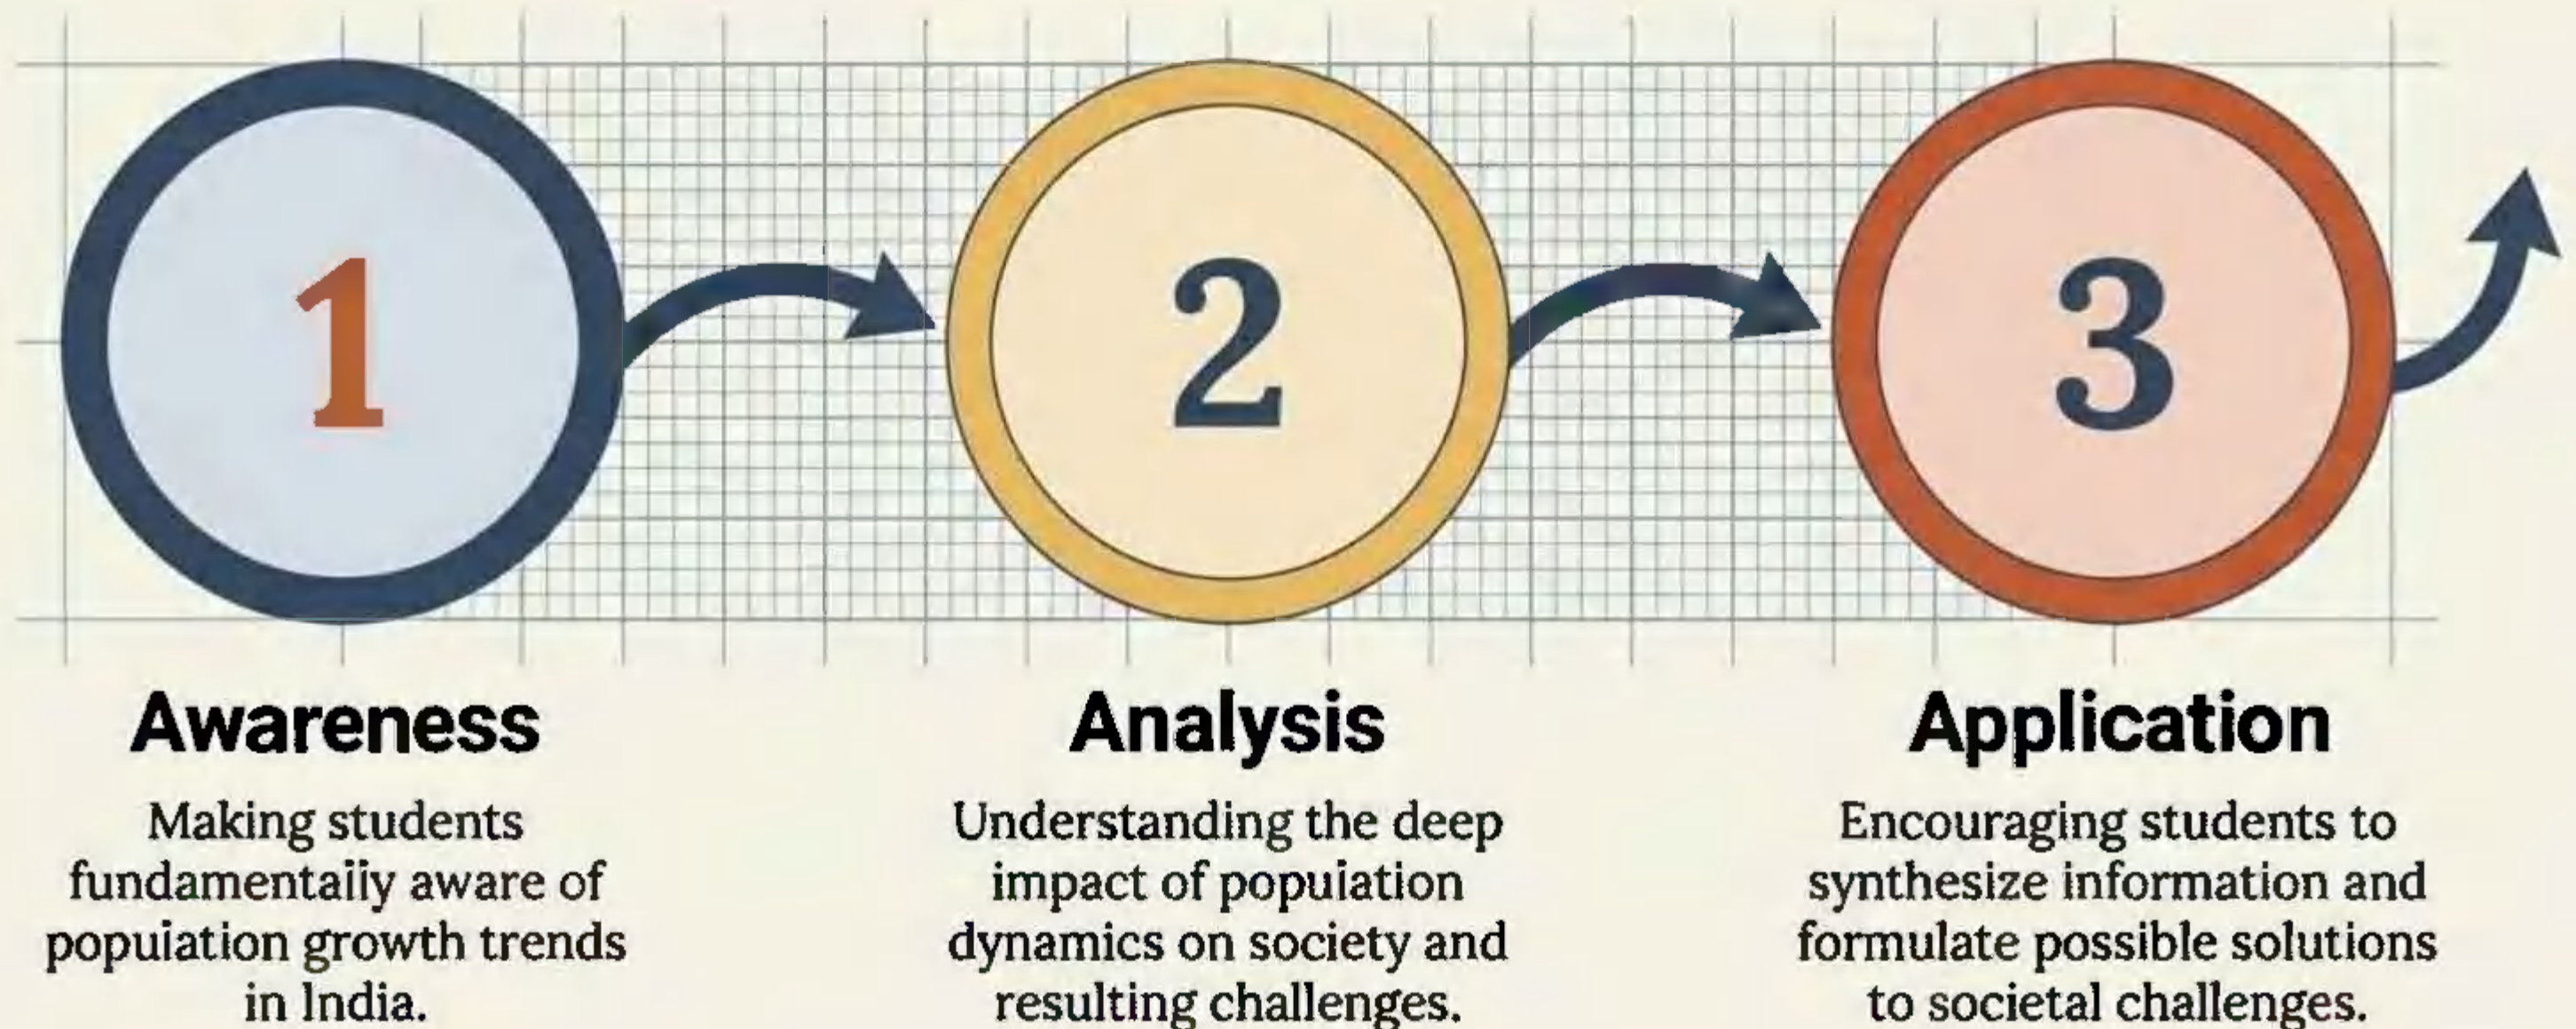 1
2
3
Awareness
Making students
fundamentaiiy aware of
popuiation growth trends
in India.
Analysis
Understanding the deep
impact of popuiation
dynamics on society and
resulting challenges.
Application
Encouraging students to
synthesize information and
formulate possible solutions
to societal challenges.